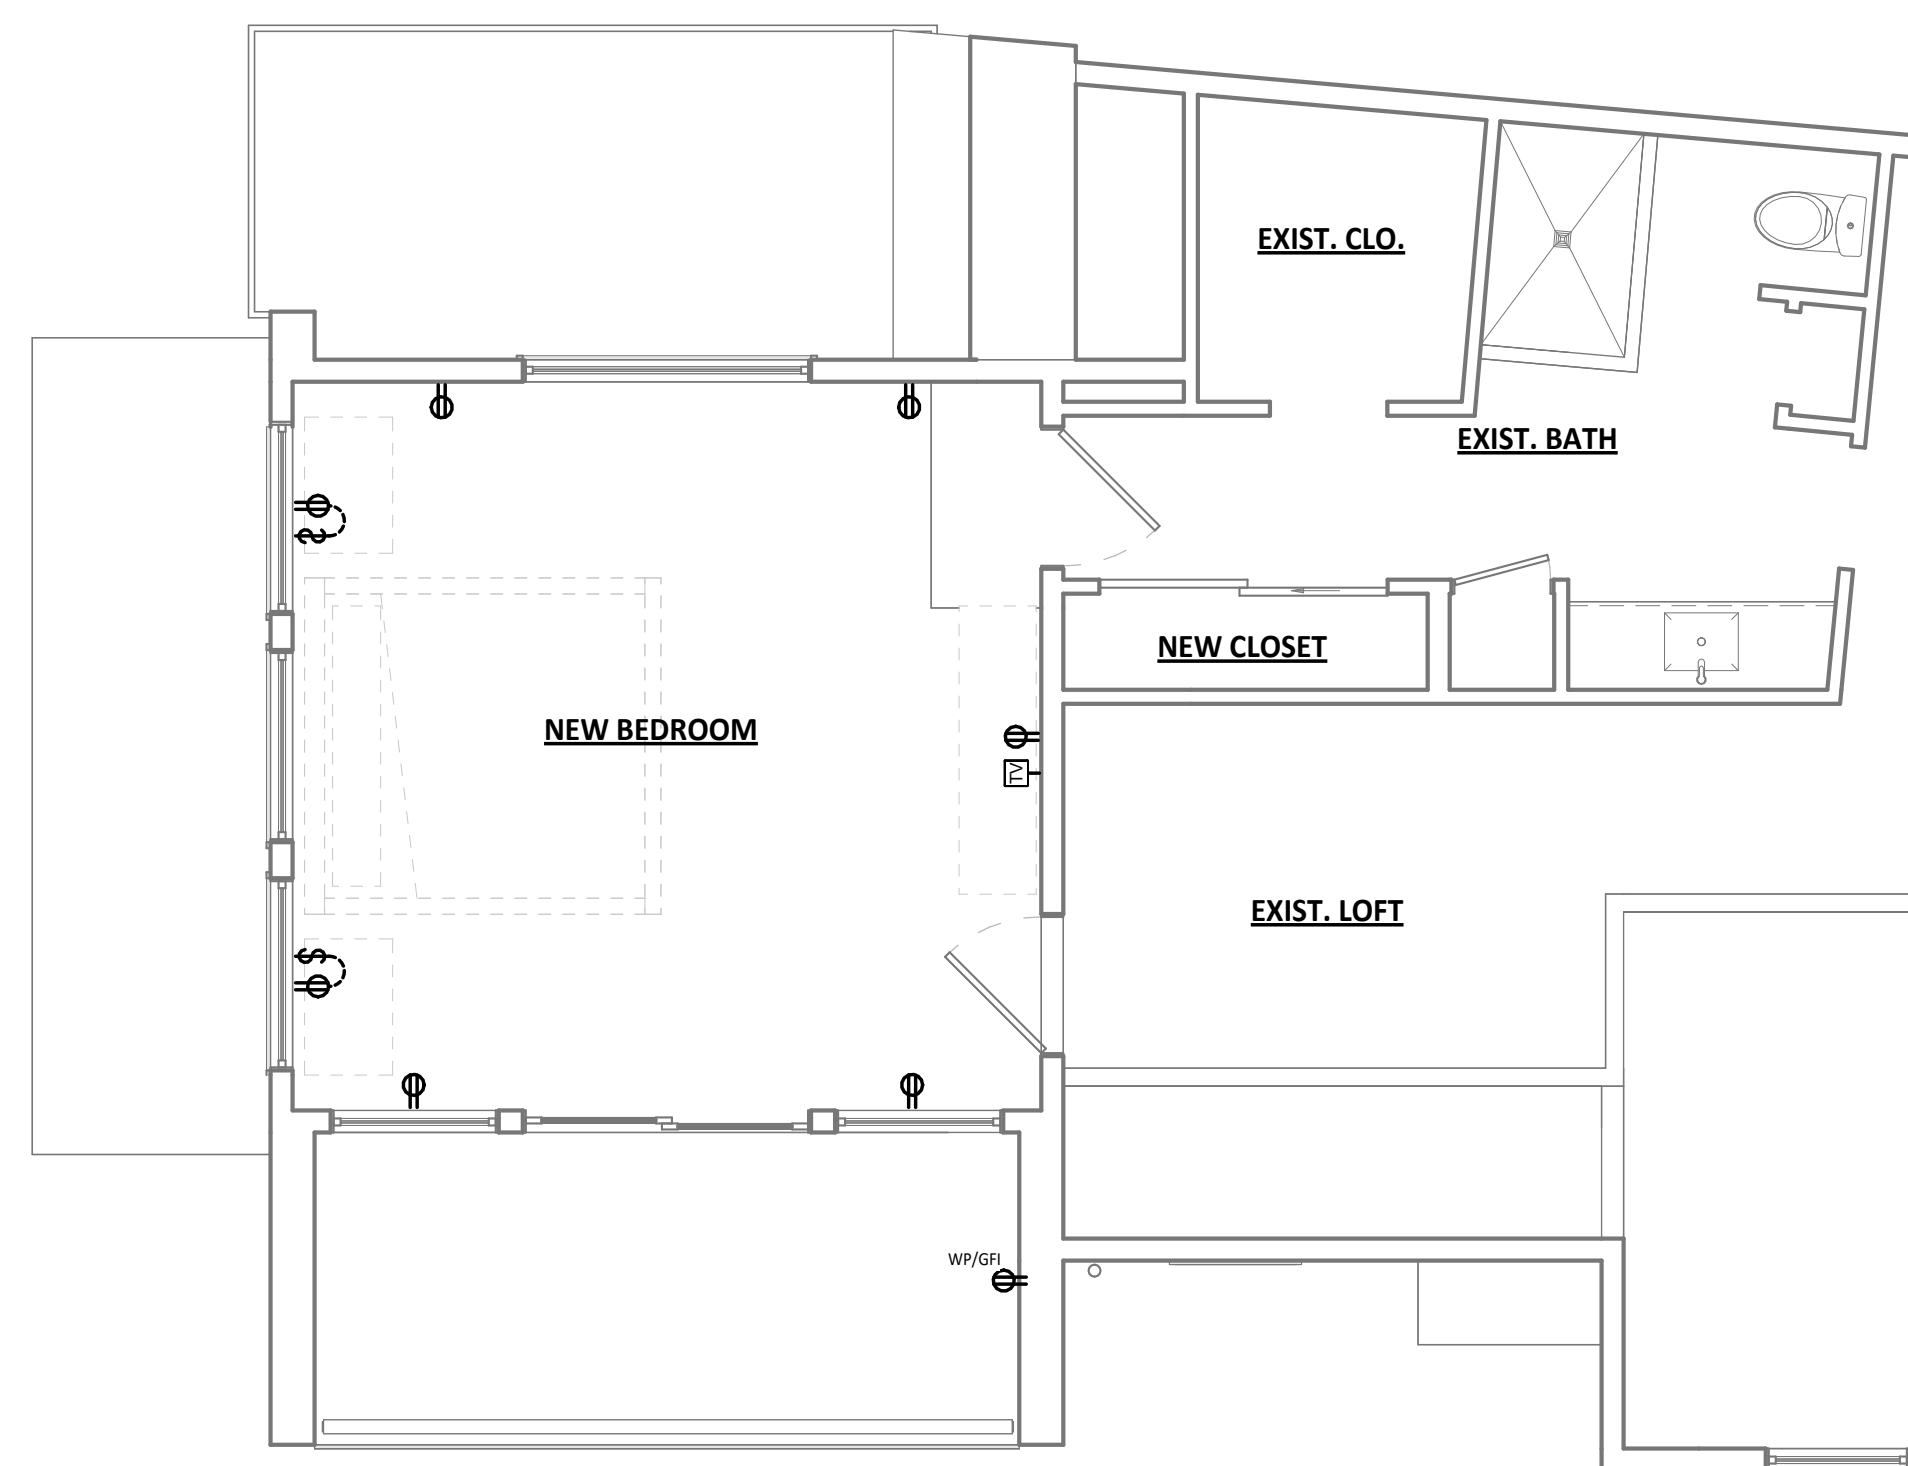 EXIST. CLO.
EXIST. BATH
NEW CLOSET
NEW BEDROOM
TV
EXIST. LOFT
S
S
WP/GFI